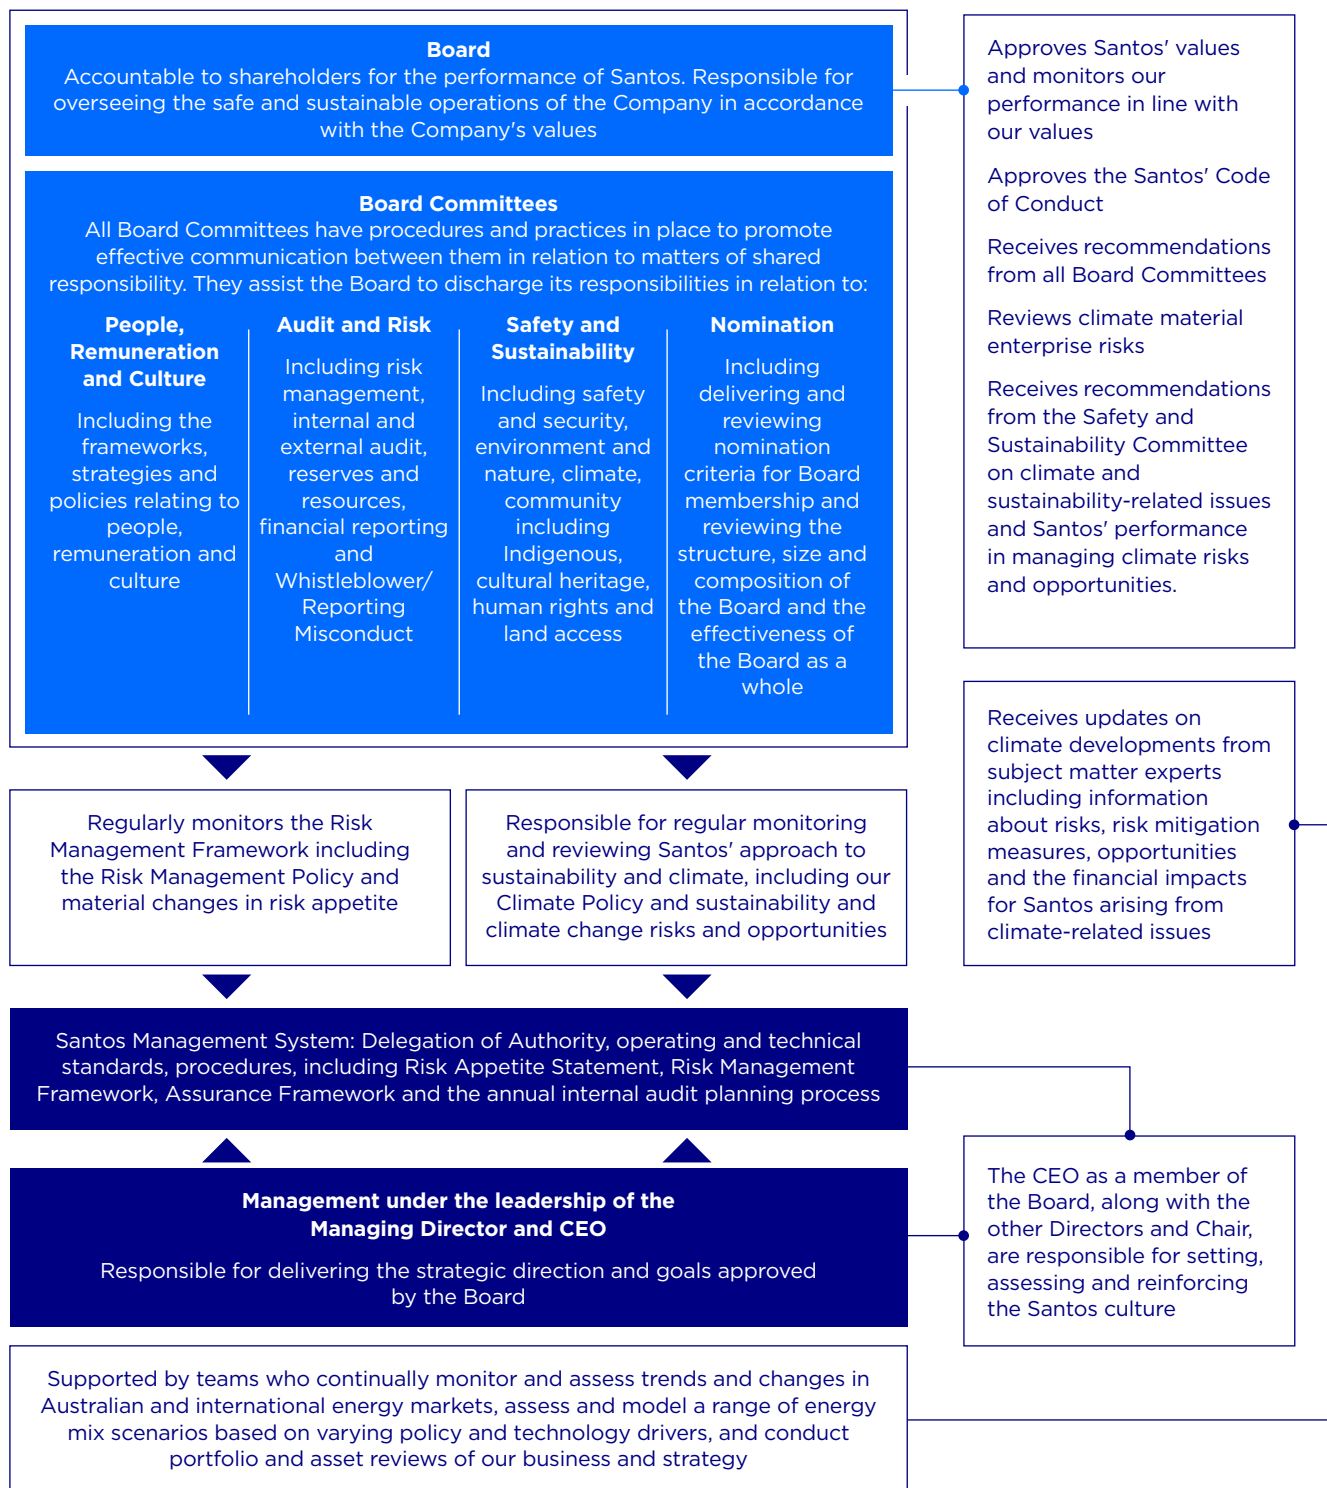 Board
Accountable to shareholders for the performance of Santos. Responsible for
overseeing the safe and sustainable operations of the Company in accordance
with the Company's values
Board Committees
All Board Committees have procedures and practices in place to promote
effective communication between them in relation to matters of shared
responsibility. They assist the Board to discharge its responsibilities in relation to:
People,
Remuneration
and Culture
Including the
frameworks,
strategies and
policies relating to
people,
remuneration and
culture
Audit and Risk
Including risk
management,
internal and
external audit,
reserves and
resources,
financial reporting
and
Whistleblower/
Reporting
Misconduct
Safety and
Sustainability
Including safety
and security,
environment and
nature, climate,
community
including
Indigenous,
cultural heritage,
human rights and
land access
Nomination
Including
delivering and
reviewing
nomination
criteria for Board
membership and
reviewing the
structure, size and
composition of
the Board and the
effectiveness of
the Board as a
whole
Approves Santos' values
and monitors our
performance in line with
our values
Approves the Santos' Code
of Conduct
Receives recommendations
from all Board Committees
Reviews climate material
enterprise risks
Receives recommendations
from the Safety and
Sustainability Committee
on climate and
sustainability-related issues
and Santos' performance
in managing climate risks
and opportunities.
Regularly monitors the Risk
Management Framework including
the Risk Management Policy and
material changes in risk appetite
Responsible for regular monitoring
and reviewing Santos' approach to
sustainability and climate, including our
Climate Policy and sustainability and
climate change risks and opportunities
Receives updates on
climate developments from
subject matter experts
including information
about risks, risk mitigation
measures, opportunities
and the financial impacts
for Santos arising from
climate-related issues
Santos Management System: Delegation of Authority, operating and technical
standards, procedures, including Risk Appetite Statement, Risk Management
Framework, Assurance Framework and the annual internal audit planning process
Management under the leadership of the
Managing Director and CEO
Responsible for delivering the strategic direction and goals approved
by the Board
The CEO as a member of
the Board, along with the
other Directors and Chair,
are responsible for setting,
assessing and reinforcing
the Santos culture
Supported by teams who continually monitor and assess trends and changes in
Australian and international energy markets, assess and model a range of energy
mix scenarios based on varying policy and technology drivers, and conduct
portfolio and asset reviews of our business and strategy